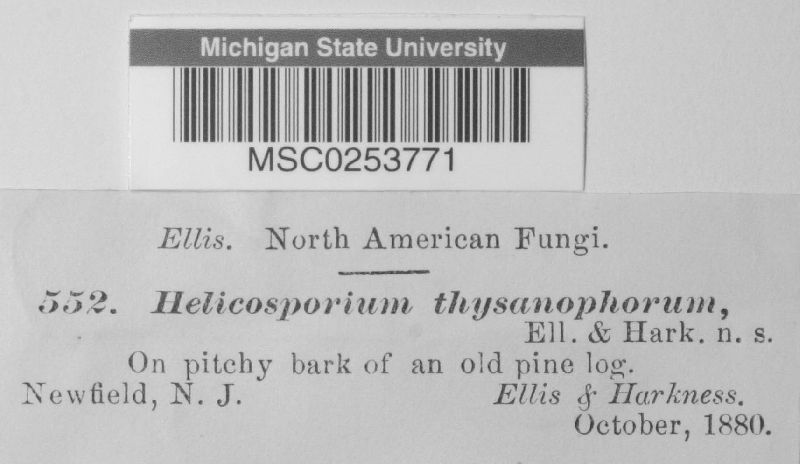 Michigan State University
MSC0253771
Ellis. North American Fungi.
552. Helicosporium thysanophorum,
Ell. & Hark. n. s.
On pitchy bark of an old pine log.
Newfield, N. J. Ellis & Harkness.
October, 1880.